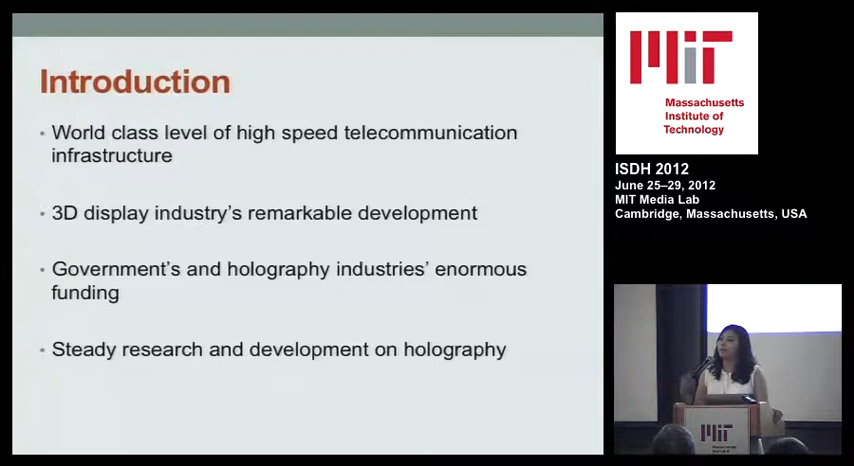 Introduction
• World class level of high speed telecommunication
infrastructure
• 3D display industry's remarkable development
• Government's and holography industries' enormous
funding
• Steady research and development on holography
MIT
Massachusetts
Institute of
Technology
ISDH 2012
June 25–29, 2012
MIT Media Lab
Cambridge, Massachusetts, USA
MIT